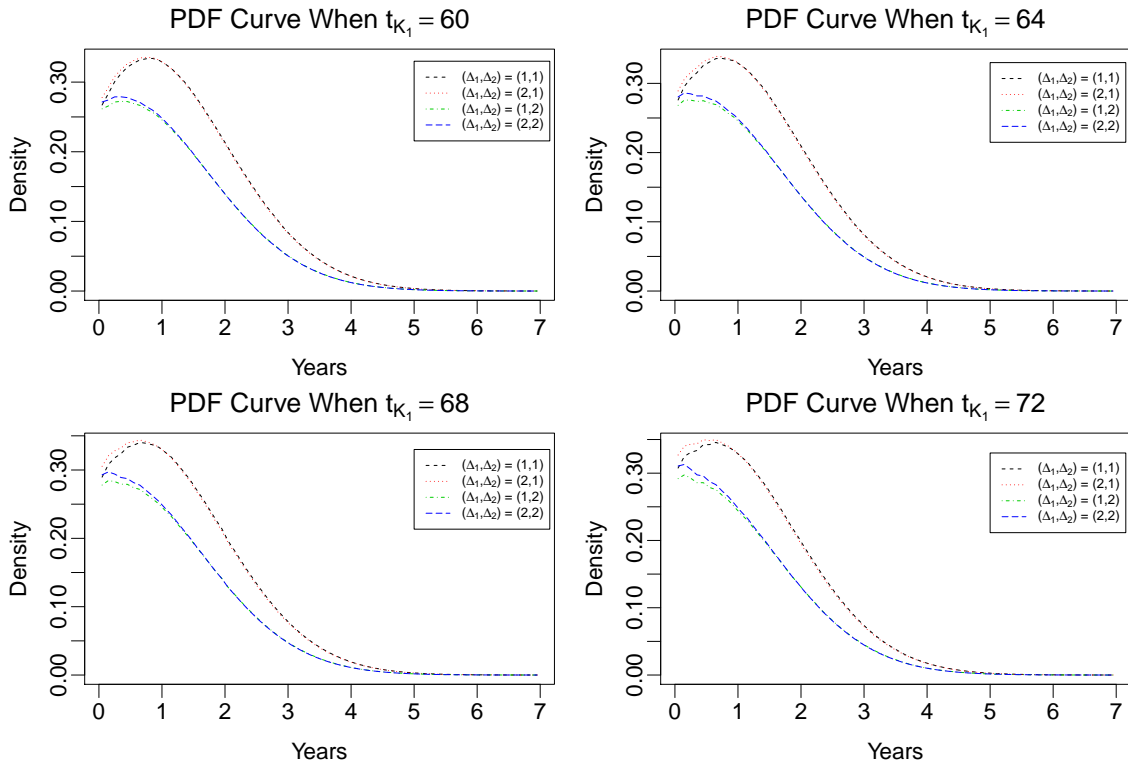 PDF Curve When t_K₁ = 60
Density
0.00 0.10 0.20 0.30
(Δ₁,Δ₂) = (1,1)
(Δ₁,Δ₂) = (2,1)
(Δ₁,Δ₂) = (1,2)
(Δ₁,Δ₂) = (2,2)
0 1 2 3 4 5 6 7
Years
PDF Curve When t_K₁ = 64
Density
0.00 0.10 0.20 0.30
(Δ₁,Δ₂) = (1,1)
(Δ₁,Δ₂) = (2,1)
(Δ₁,Δ₂) = (1,2)
(Δ₁,Δ₂) = (2,2)
0 1 2 3 4 5 6 7
Years
PDF Curve When t_K₁ = 68
Density
0.00 0.10 0.20 0.30
(Δ₁,Δ₂) = (1,1)
(Δ₁,Δ₂) = (2,1)
(Δ₁,Δ₂) = (1,2)
(Δ₁,Δ₂) = (2,2)
0 1 2 3 4 5 6 7
Years
PDF Curve When t_K₁ = 72
Density
0.00 0.10 0.20 0.30
(Δ₁,Δ₂) = (1,1)
(Δ₁,Δ₂) = (2,1)
(Δ₁,Δ₂) = (1,2)
(Δ₁,Δ₂) = (2,2)
0 1 2 3 4 5 6 7
Years